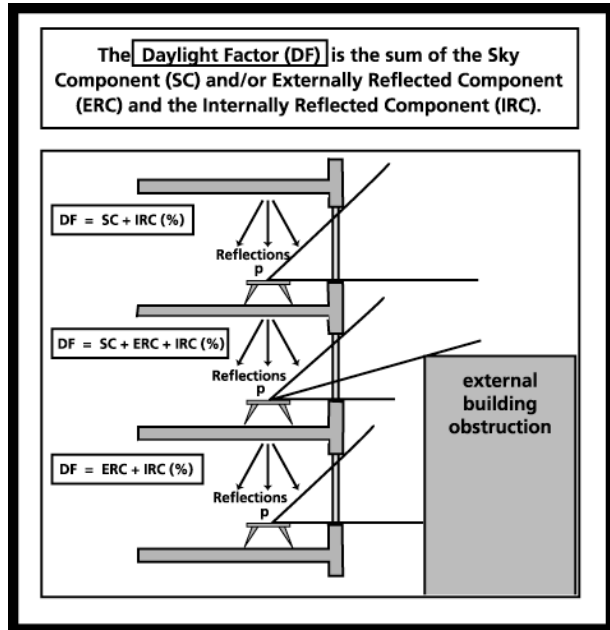 The Daylight Factor (DF) is the sum of the Sky
Component (SC) and/or Externally Reflected Component
(ERC) and the Internally Reflected Component (IRC).
DF = SC + IRC (%)
Reflections
p
DF = SC + ERC + IRC (%)
Reflections
p
external
building
obstruction
DF = ERC + IRC (%)
Reflections
p